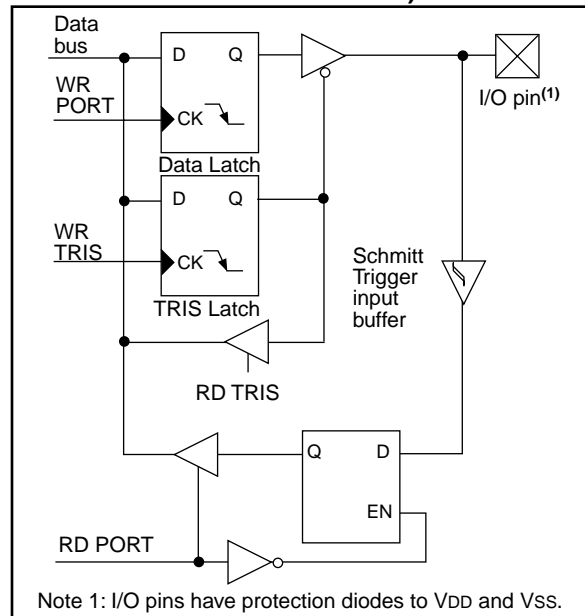 Data
bus
D Q
WR
PORT
CK
I/O pin(1)
Data Latch
D Q
WR
TRIS
CK
TRIS Latch
Schmitt
Trigger
input
buffer
RD TRIS
Q D
EN
RD PORT
Note 1: I/O pins have protection diodes to VDD and VSS.